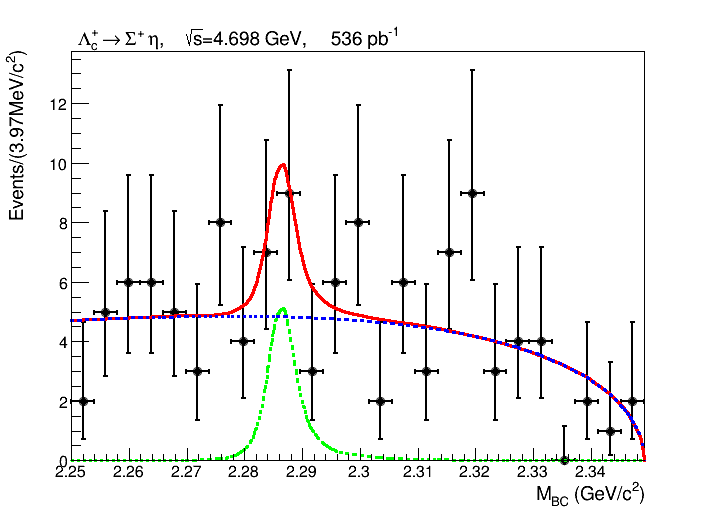 Λc+ → Σ+ η, √s=4.698 GeV, 536 pb-1
Events/(3.97MeV/c2)
12
10
8
6
4
2
0
2.25 2.26 2.27 2.28 2.29 2.3 2.31 2.32 2.33 2.34
MBC (GeV/c2)